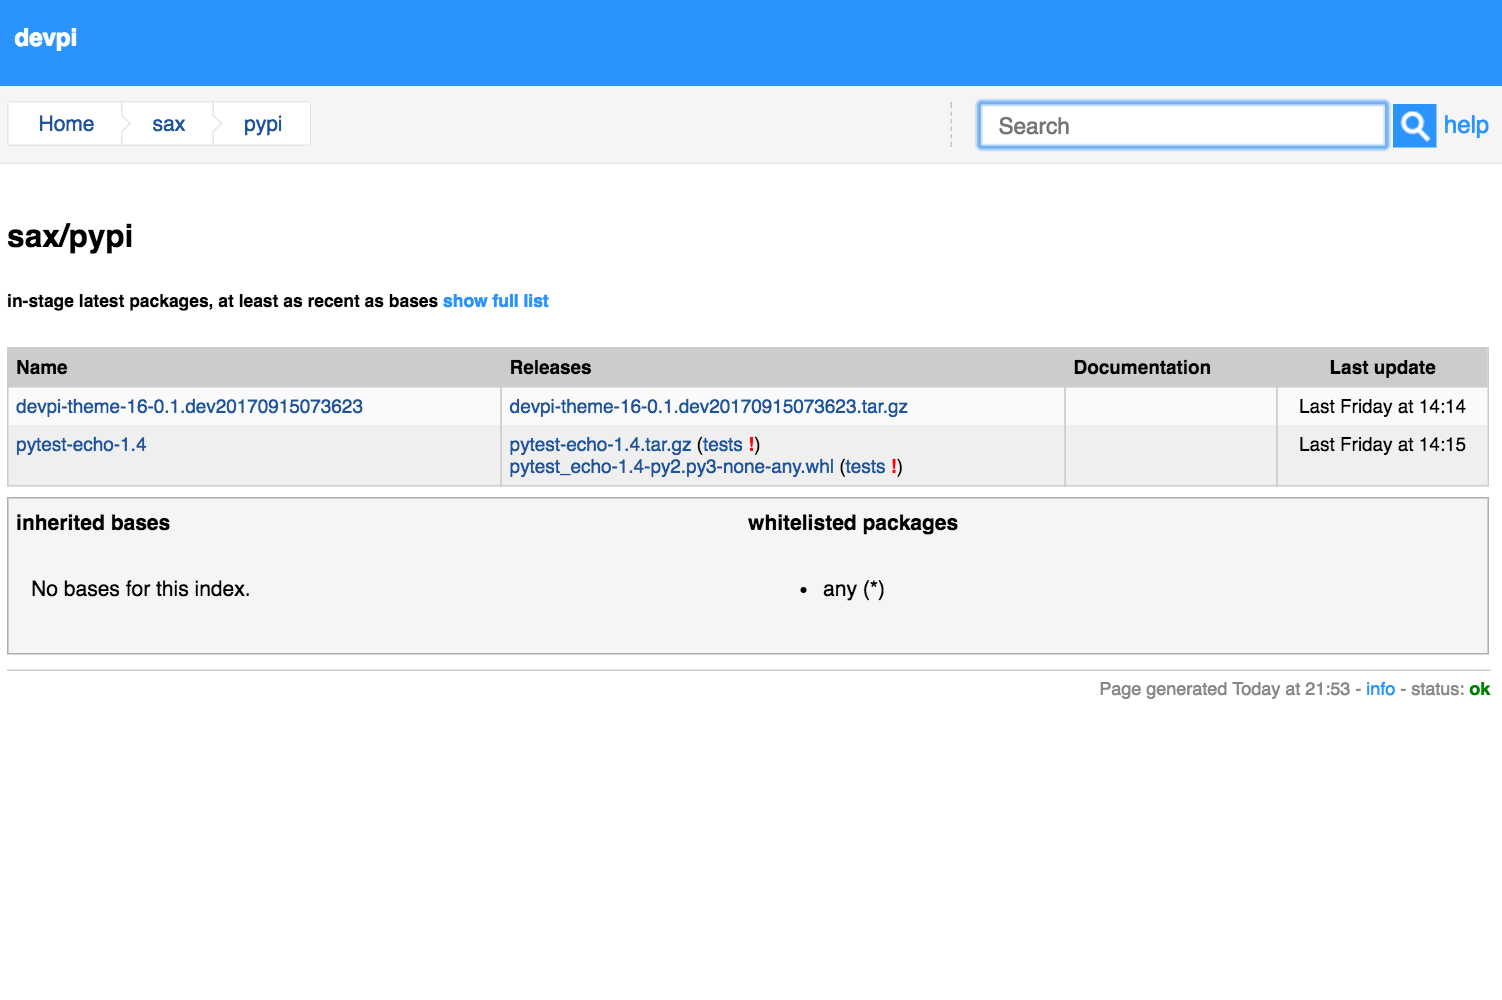 devpi
Home sax pypi
Search help
sax/pypi
in-stage latest packages, at least as recent as bases show full list
Name Releases Documentation Last update
devpi-theme-16-0.1.dev20170915073623 devpi-theme-16-0.1.dev20170915073623.tar.gz Last Friday at 14:14
pytest-echo-1.4 pytest-echo-1.4.tar.gz (tests !) Last Friday at 14:15
pytest_echo-1.4-py2.py3-none-any.whl (tests !)
inherited bases whitelisted packages
No bases for this index. • any (*)
Page generated Today at 21:53 - info - status: ok